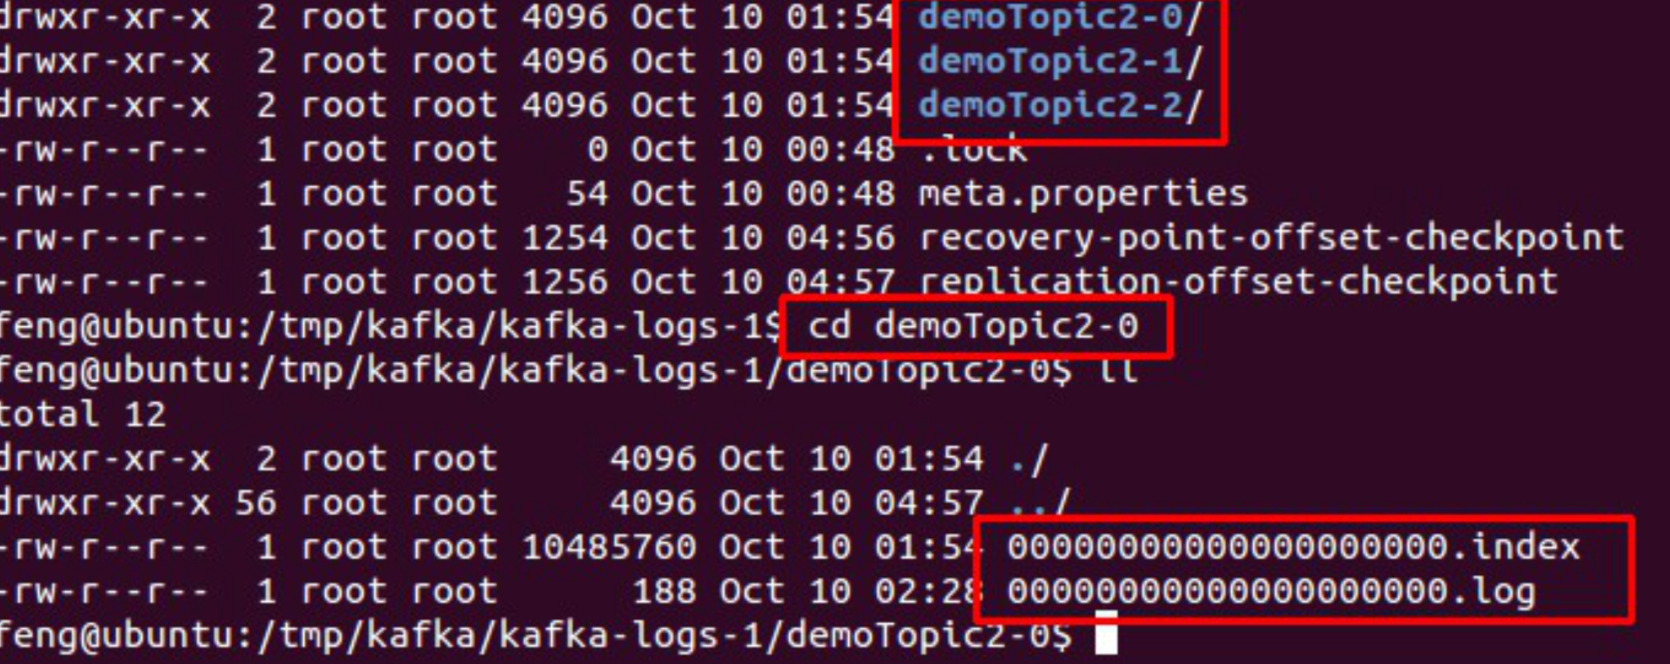 drwxr-xr-x  2 root root 4096 Oct 10 01:54 demoTopic2-0/
drwxr-xr-x  2 root root 4096 Oct 10 01:54 demoTopic2-1/
drwxr-xr-x  2 root root 4096 Oct 10 01:54 demoTopic2-2/
-rw-r--r--  1 root root    0 Oct 10 00:48 .lock
-rw-r--r--  1 root root   54 Oct 10 00:48 meta.properties
-rw-r--r--  1 root root 1254 Oct 10 04:56 recovery-point-offset-checkpoint
-rw-r--r--  1 root root 1256 Oct 10 04:57 replication-offset-checkpoint
feng@ubuntu:/tmp/kafka/kafka-logs-1$ cd demoTopic2-0
feng@ubuntu:/tmp/kafka/kafka-logs-1/demoTopic2-0$ ll
total 12
drwxr-xr-x  2 root root     4096 Oct 10 01:54 ./
drwxr-xr-x 56 root root     4096 Oct 10 04:57 ../
-rw-r--r--  1 root root 10485760 Oct 10 01:54 00000000000000000000.index
-rw-r--r--  1 root root      188 Oct 10 02:28 00000000000000000000.log
feng@ubuntu:/tmp/kafka/kafka-logs-1/demoTopic2-0$